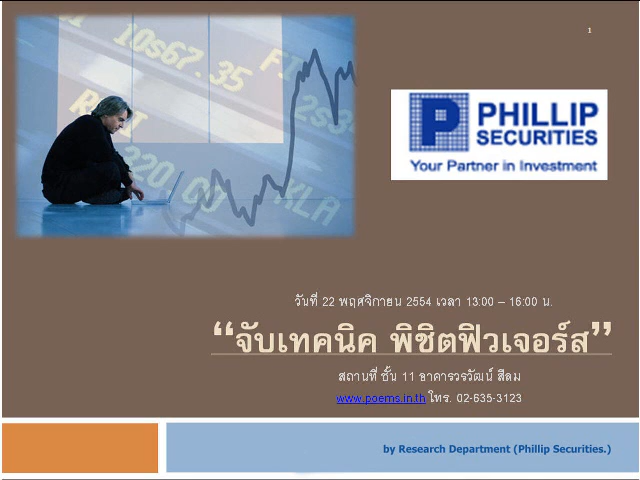 1
10s67.35
PHILLIP
SECURITIES
Your Partner in Investment
วันที่ 22 พฤศจิกายน 2554 เวลา 13:00 – 16:00 น.
“จับเทคนิค พิชิตฟิวเจอร์ส”
สถานที่ ชั้น 11 อาคารวรวัฒน์ สีลม
www.poems.in.th โทร. 02-635-3123
by Research Department (Phillip Securities.)